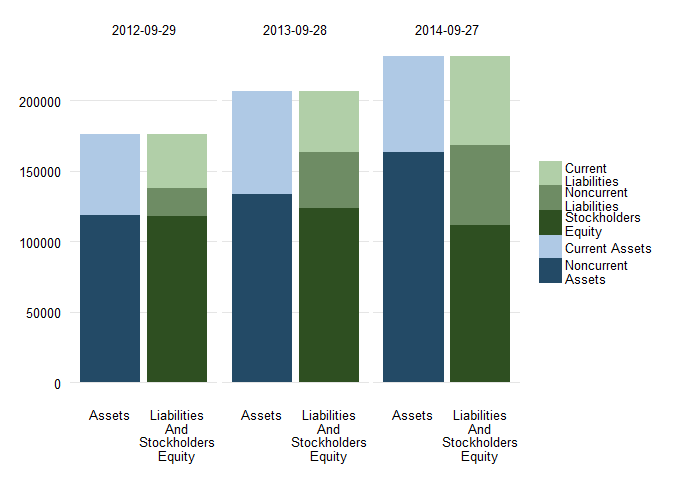 2012-09-29
2013-09-28
2014-09-27
200000
150000
100000
50000
0
Assets
Liabilities
And
Stockholders
Equity
Assets
Liabilities
And
Stockholders
Equity
Assets
Liabilities
And
Stockholders
Equity
Current
Liabilities
Noncurrent
Liabilities
Stockholders
Equity
Current Assets
Noncurrent
Assets